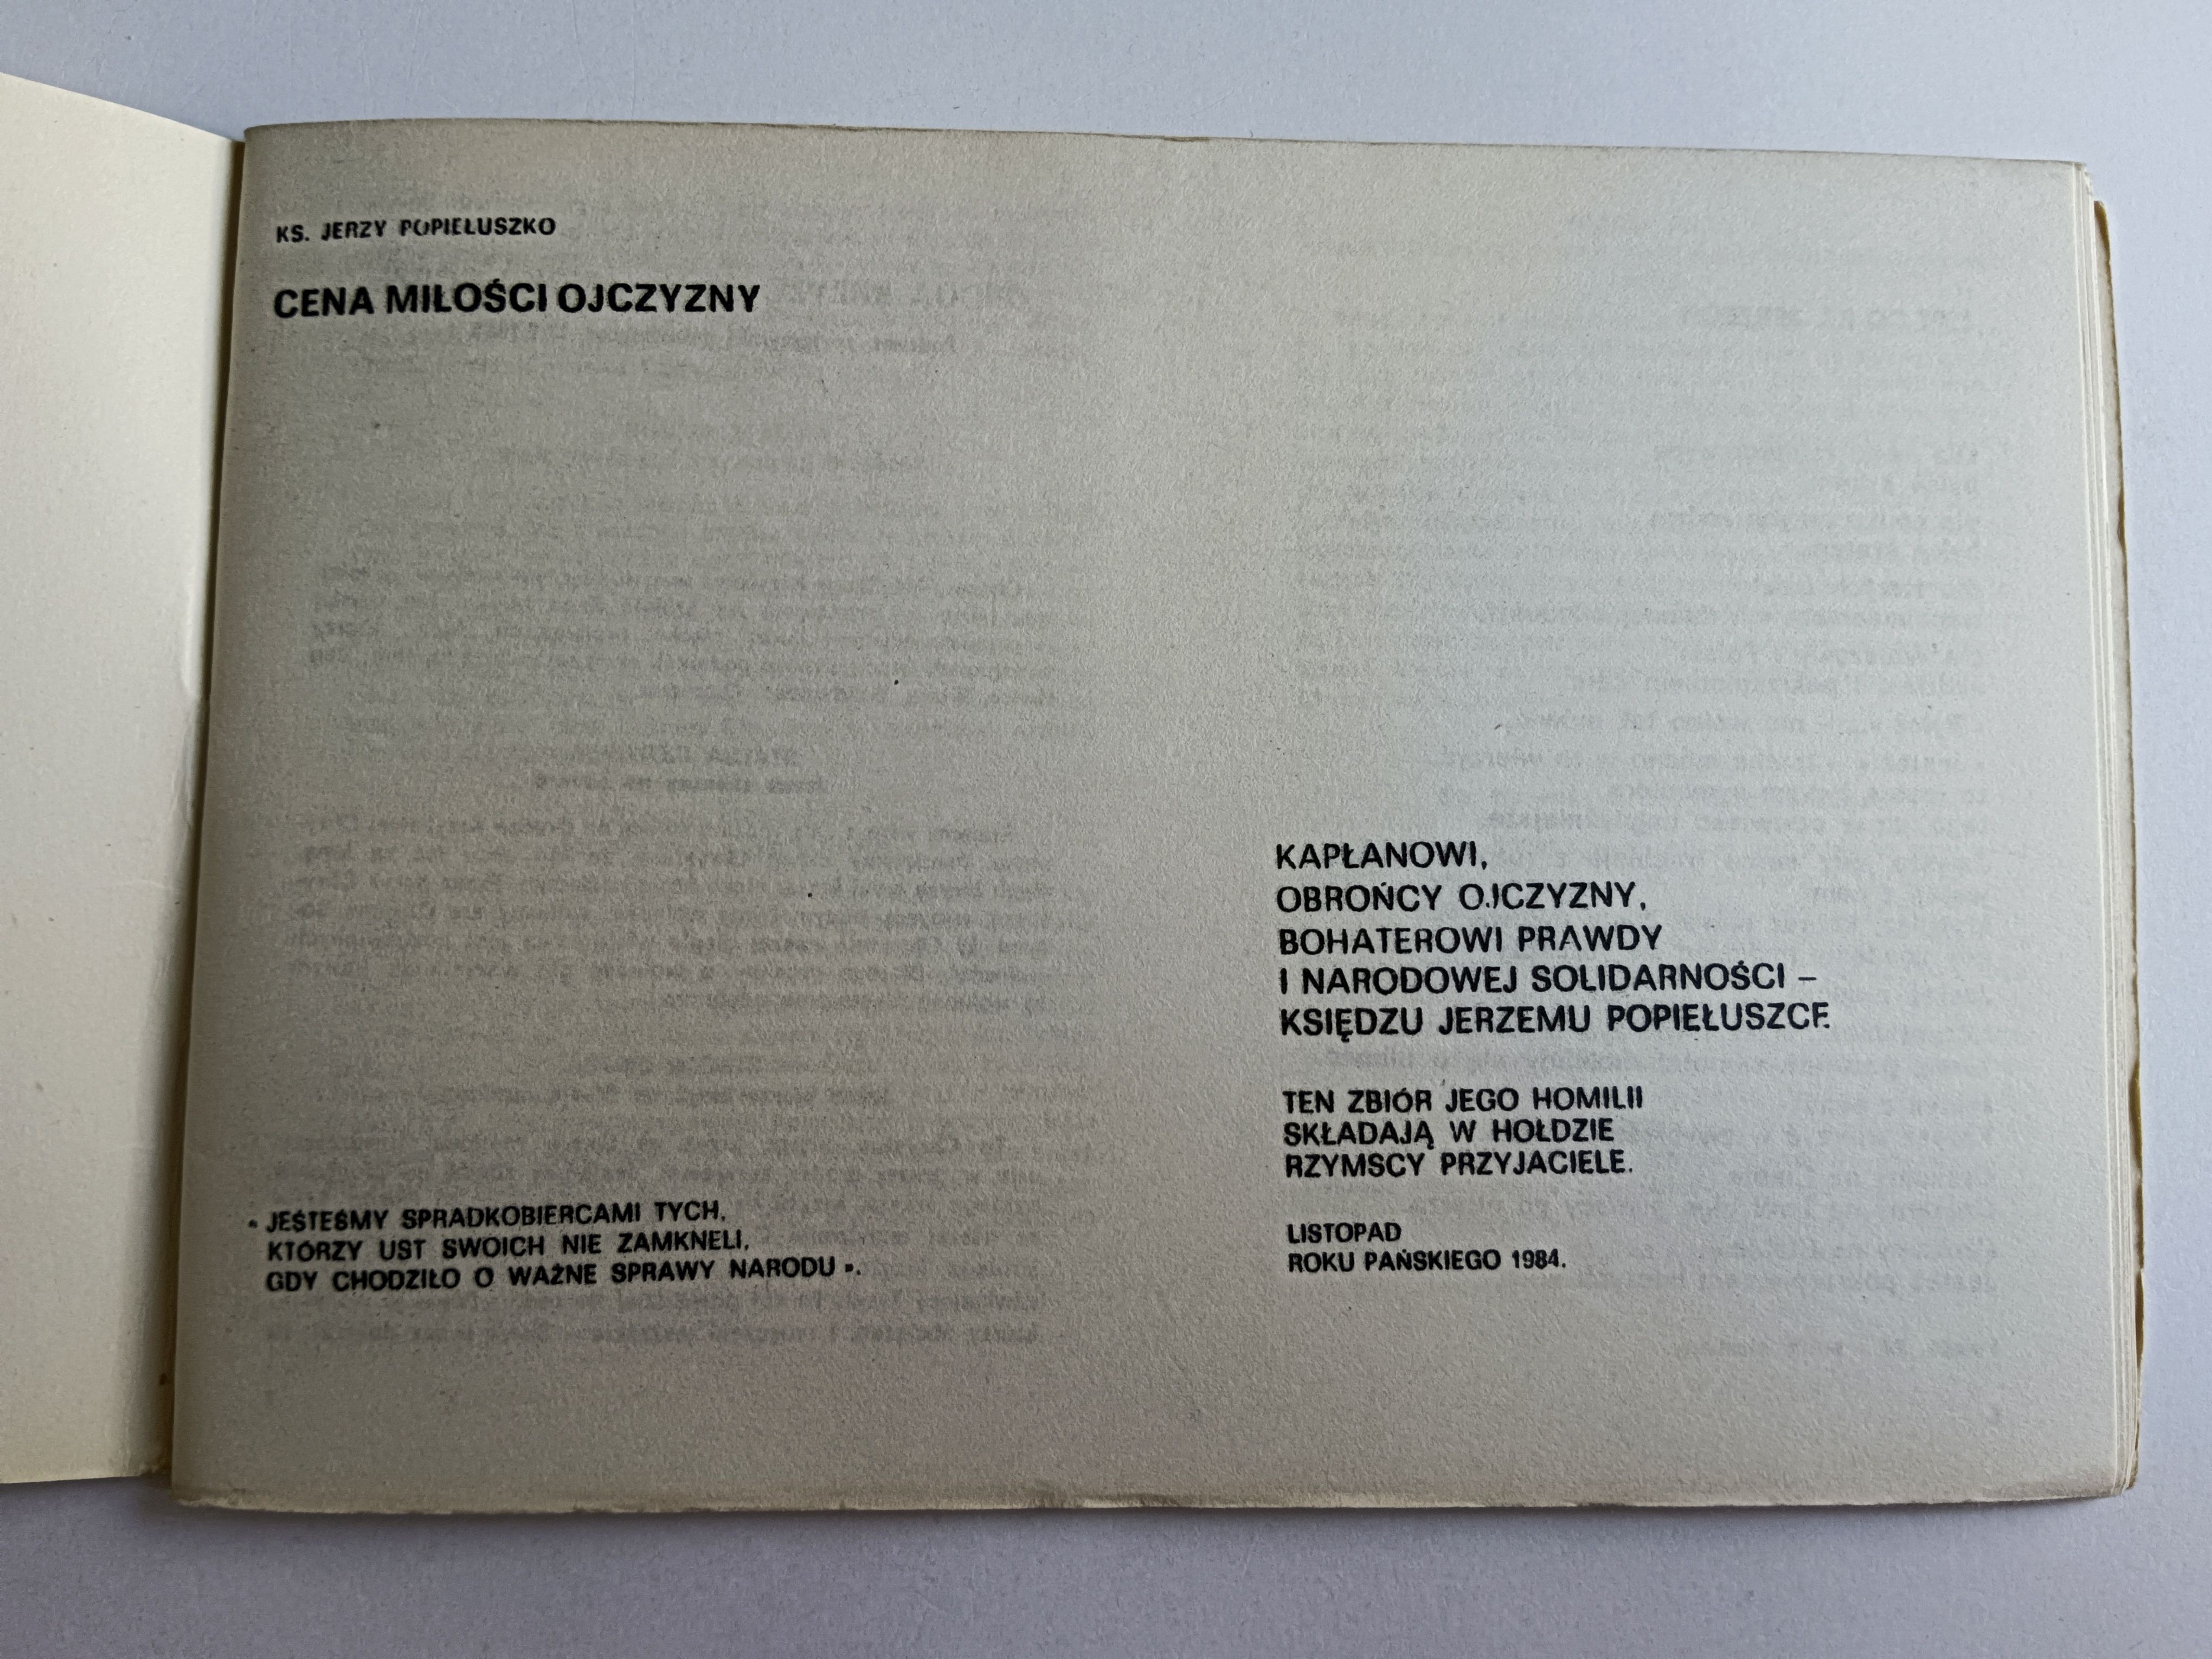 KS. JERZY POPIEŁUSZKO
CENA MIŁOŚCI OJCZYZNY
« JEŚTEŚMY SPRADKOBIERCAMI TYCH,
KTÓRZY UST SWOICH NIE ZAMKNELI,
GDY CHODZIŁO O WAŻNE SPRAWY NARODU ».
KAPŁANOWI,
OBROŃCY OJCZYZNY,
BOHATEROWI PRAWDY
I NARODOWEJ SOLIDARNOŚCI –
KSIĘDZU JERZEMU POPIEŁUSZCE
TEN ZBIÓR JEGO HOMILII
SKŁADAJĄ W HOŁDZIE
RZYMSCY PRZYJACIELE.
LISTOPAD
ROKU PAŃSKIEGO 1984.